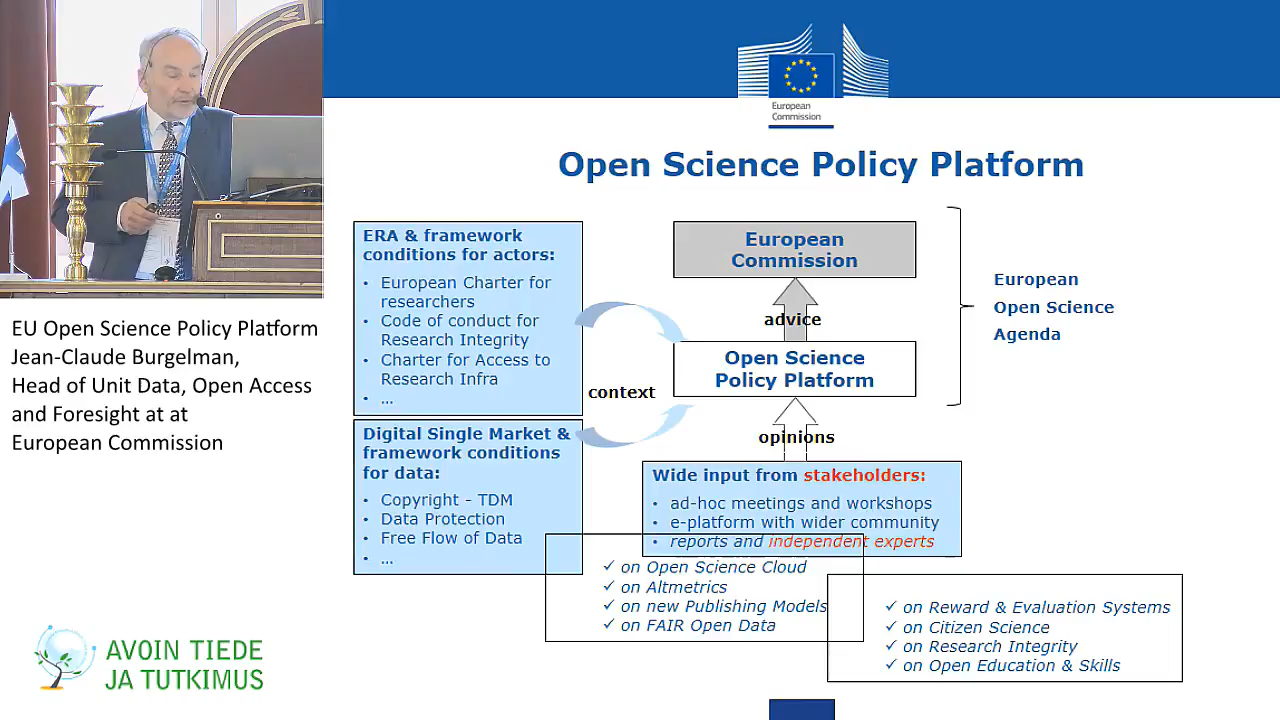 European
Commission
Open Science Policy Platform
ERA & framework
conditions for actors:
• European Charter for
researchers
• Code of conduct for
Research Integrity
• Charter for Access to
Research Infra
• ...
Digital Single Market &
framework conditions
for data:
• Copyright - TDM
• Data Protection
• Free Flow of Data
• ...
context
European
Commission
advice
Open Science
Policy Platform
opinions
Wide input from stakeholders:
• ad-hoc meetings and workshops
• e-platform with wider community
• reports and independent experts
✓ on Open Science Cloud
✓ on Altmetrics
✓ on new Publishing Models
✓ on FAIR Open Data
✓ on Reward & Evaluation Systems
✓ on Citizen Science
✓ on Research Integrity
✓ on Open Education & Skills
European
Open Science
Agenda
EU Open Science Policy Platform
Jean-Claude Burgelman,
Head of Unit Data, Open Access
and Foresight at at
European Commission
AVOIN TIEDE
JA TUTKIMUS